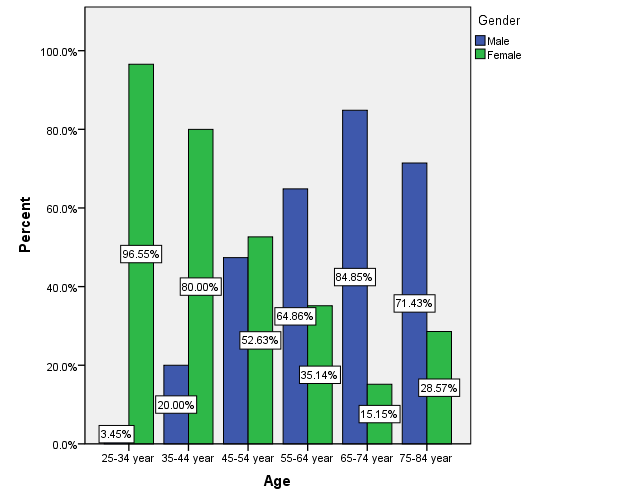 Gender
Male
Female
Percent
100.0%
80.0%
60.0%
40.0%
20.0%
0.0%
3.45%
96.55%
20.00%
80.00%
52.63%
64.86%
35.14%
84.85%
15.15%
71.43%
28.57%
25-34 year
35-44 year
45-54 year
55-64 year
65-74 year
75-84 year
Age